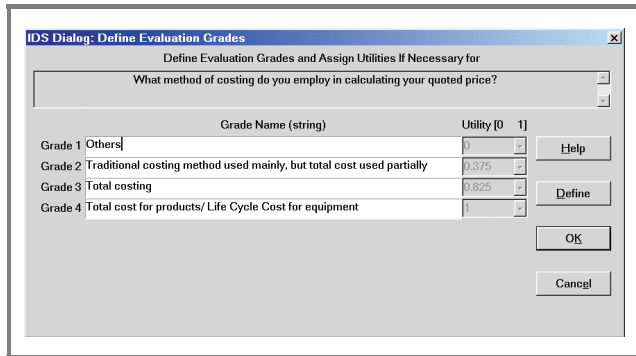 IDS Dialog: Define Evaluation Grades
Define Evaluation Grades and Assign Utilities If Necessary for
What method of costing do you employ in calculating your quoted price?
Grade Name (string) Utility [0 1]
Grade 1 Others 0
Grade 2 Traditional costing method used mainly, but total cost used partially 0.375
Grade 3 Total costing 0.825
Grade 4 Total cost for products/ Life Cycle Cost for equipment 1
Help
Define
OK
Cancel